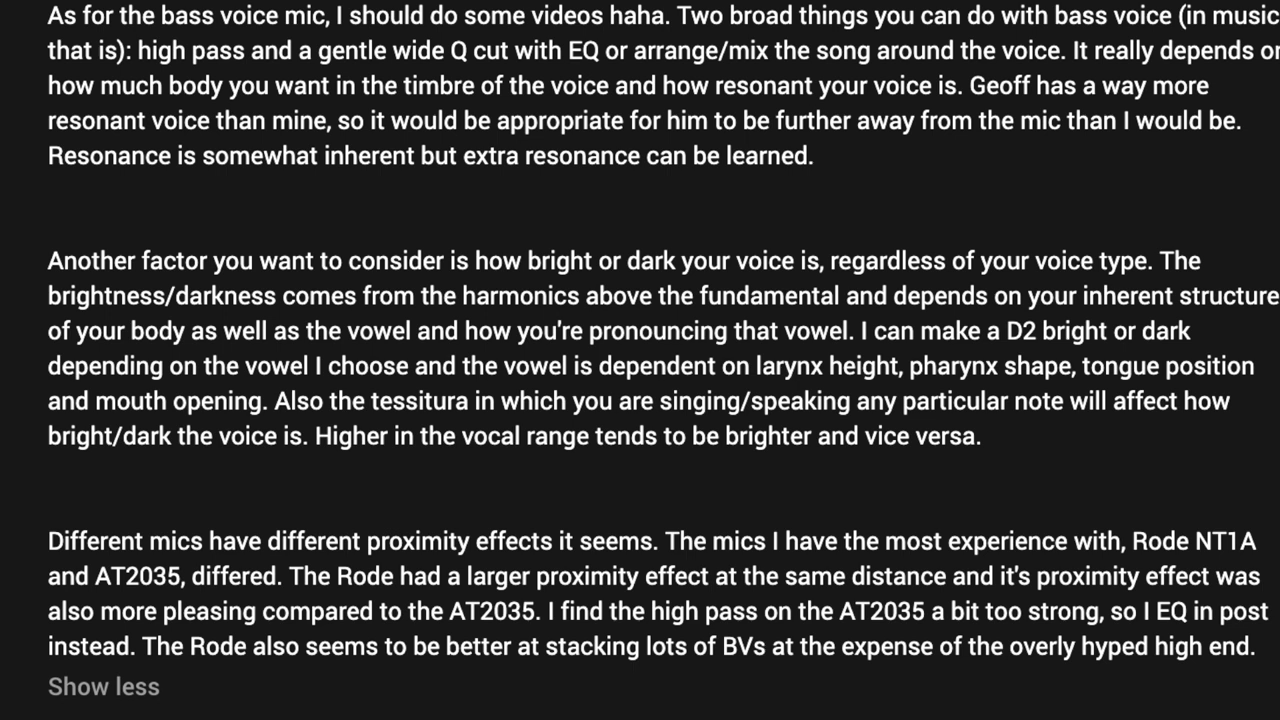 As for the bass voice mic, I should do some videos haha. Two broad things you can do with bass voice (in music
that is): high pass and a gentle wide Q cut with EQ or arrange/mix the song around the voice. It really depends on
how much body you want in the timbre of the voice and how resonant your voice is. Geoff has a way more
resonant voice than mine, so it would be appropriate for him to be further away from the mic than I would be.
Resonance is somewhat inherent but extra resonance can be learned.
Another factor you want to consider is how bright or dark your voice is, regardless of your voice type. The
brightness/darkness comes from the harmonics above the fundamental and depends on your inherent structure
of your body as well as the vowel and how you're pronouncing that vowel. I can make a D2 bright or dark
depending on the vowel I choose and the vowel is dependent on larynx height, pharynx shape, tongue position
and mouth opening. Also the tessitura in which you are singing/speaking any particular note will affect how
bright/dark the voice is. Higher in the vocal range tends to be brighter and vice versa.
Different mics have different proximity effects it seems. The mics I have the most experience with, Rode NT1A
and AT2035, differed. The Rode had a larger proximity effect at the same distance and it's proximity effect was
also more pleasing compared to the AT2035. I find the high pass on the AT2035 a bit too strong, so I EQ in post
instead. The Rode also seems to be better at stacking lots of BVs at the expense of the overly hyped high end.
Show less